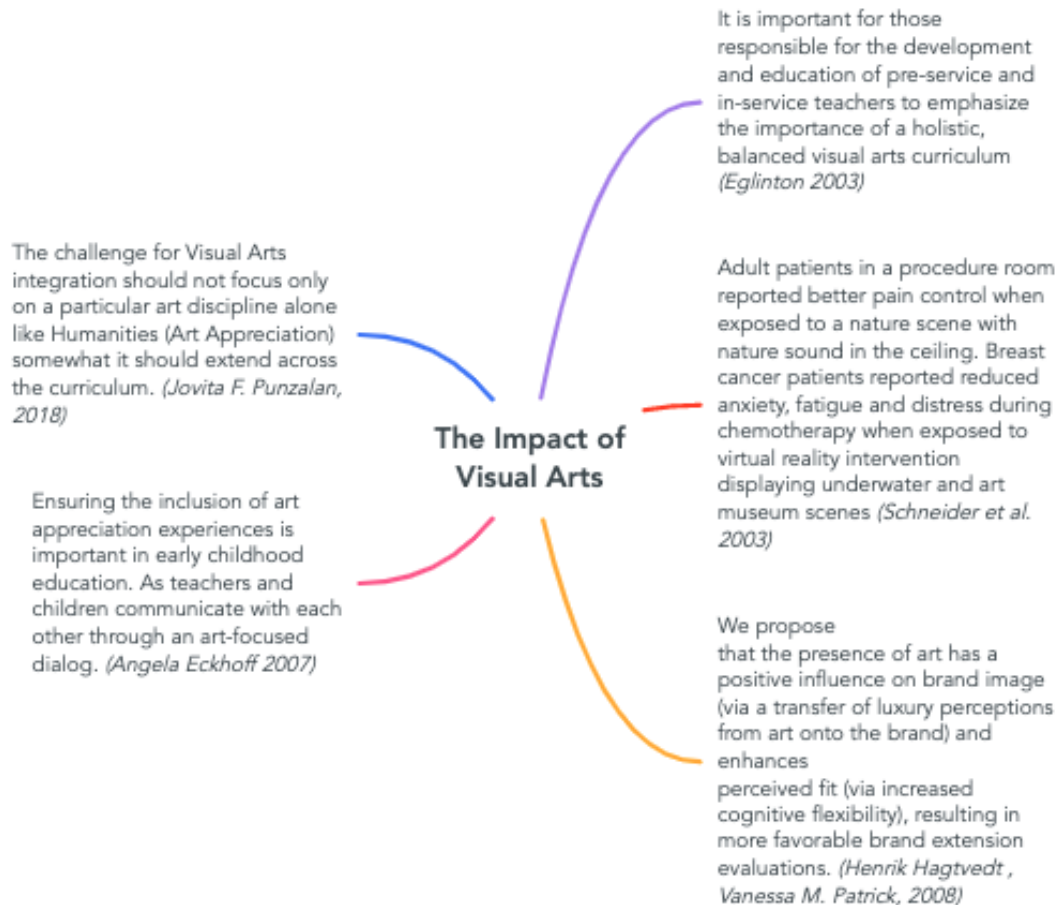 It is important for those
responsible for the development
and education of pre-service and
in-service teachers to emphasize
the importance of a holistic,
balanced visual arts curriculum
(Eglinton 2003)
The challenge for Visual Arts
integration should not focus only
on a particular art discipline alone
like Humanities (Art Appreciation)
somewhat it should extend across
the curriculum. (Jovita F. Punzalan,
2018)
Adult patients in a procedure room
reported better pain control when
exposed to a nature scene with
nature sound in the ceiling. Breast
cancer patients reported reduced
anxiety, fatigue and distress during
chemotherapy when exposed to
virtual reality intervention
displaying underwater and art
museum scenes (Schneider et al.
2003)
The Impact of
Visual Arts
Ensuring the inclusion of art
appreciation experiences is
important in early childhood
education. As teachers and
children communicate with each
other through an art-focused
dialog. (Angela Eckhoff 2007)
We propose
that the presence of art has a
positive influence on brand image
(via a transfer of luxury perceptions
from art onto the brand) and
enhances
perceived fit (via increased
cognitive flexibility), resulting in
more favorable brand extension
evaluations. (Henrik Hagtvedt ,
Vanessa M. Patrick, 2008)